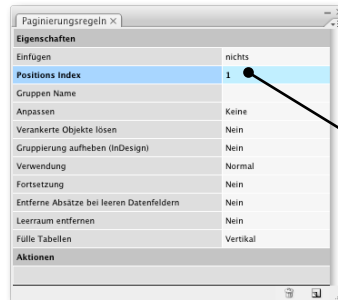 Paginierungsregeln ×
Eigenschaften
Einfügen nichts
Positions Index 1
Gruppen Name
Anpassen Keine
Verankerte Objekte lösen Nein
Gruppierung aufheben (InDesign) Nein
Verwendung Normal
Fortsetzung Nein
Entferne Absätze bei leeren Datenfeldern Nein
Leerraum entfernen Nein
Fülle Tabellen Vertikal
Aktionen